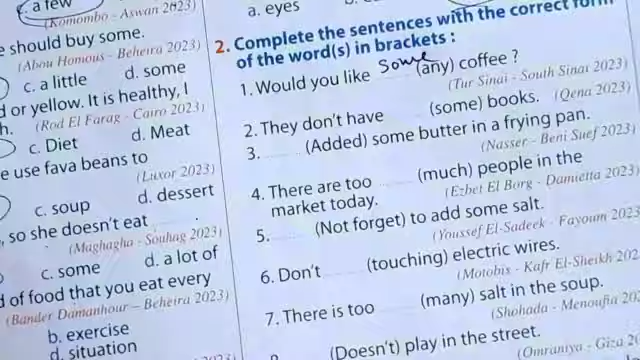 a few
(Komombo - Aswan 2023)
e should buy some.
(Abou Homous - Beheira 2023)
c. a little d. some
d or yellow. It is healthy, I
h. (Rod El Farag - Cairo 2023)
c. Diet d. Meat
e use fava beans to
(Luxor 2023)
c. soup d. dessert
, so she doesn't eat
(Maghagha - Souhag 2023)
c. some d. a lot of
d of food that you eat every
(Bander Damanhour - Beheira 2023)
b. exercise
d. situation
a. eyes
2. Complete the sentences with the correct form
of the word(s) in brackets :
1. Would you like some (any) coffee ?
(Tur Sinai - South Sinai 2023)
2. They don't have (some) books. (Qena 2023)
3. (Added) some butter in a frying pan.
(Nasser - Beni Suef 2023)
4. There are too (much) people in the
market today. (Ezbet El Borg - Damietta 2023)
5. (Not forget) to add some salt.
(Youssef El-Sadeek - Fayoum 2023
6. Don't (touching) electric wires.
(Motobis - Kafr El-Sheikh 202
7. There is too (many) salt in the soup.
(Shohada - Menoufia 202
(Doesn't) play in the street.
(Omraniya - Giza 2